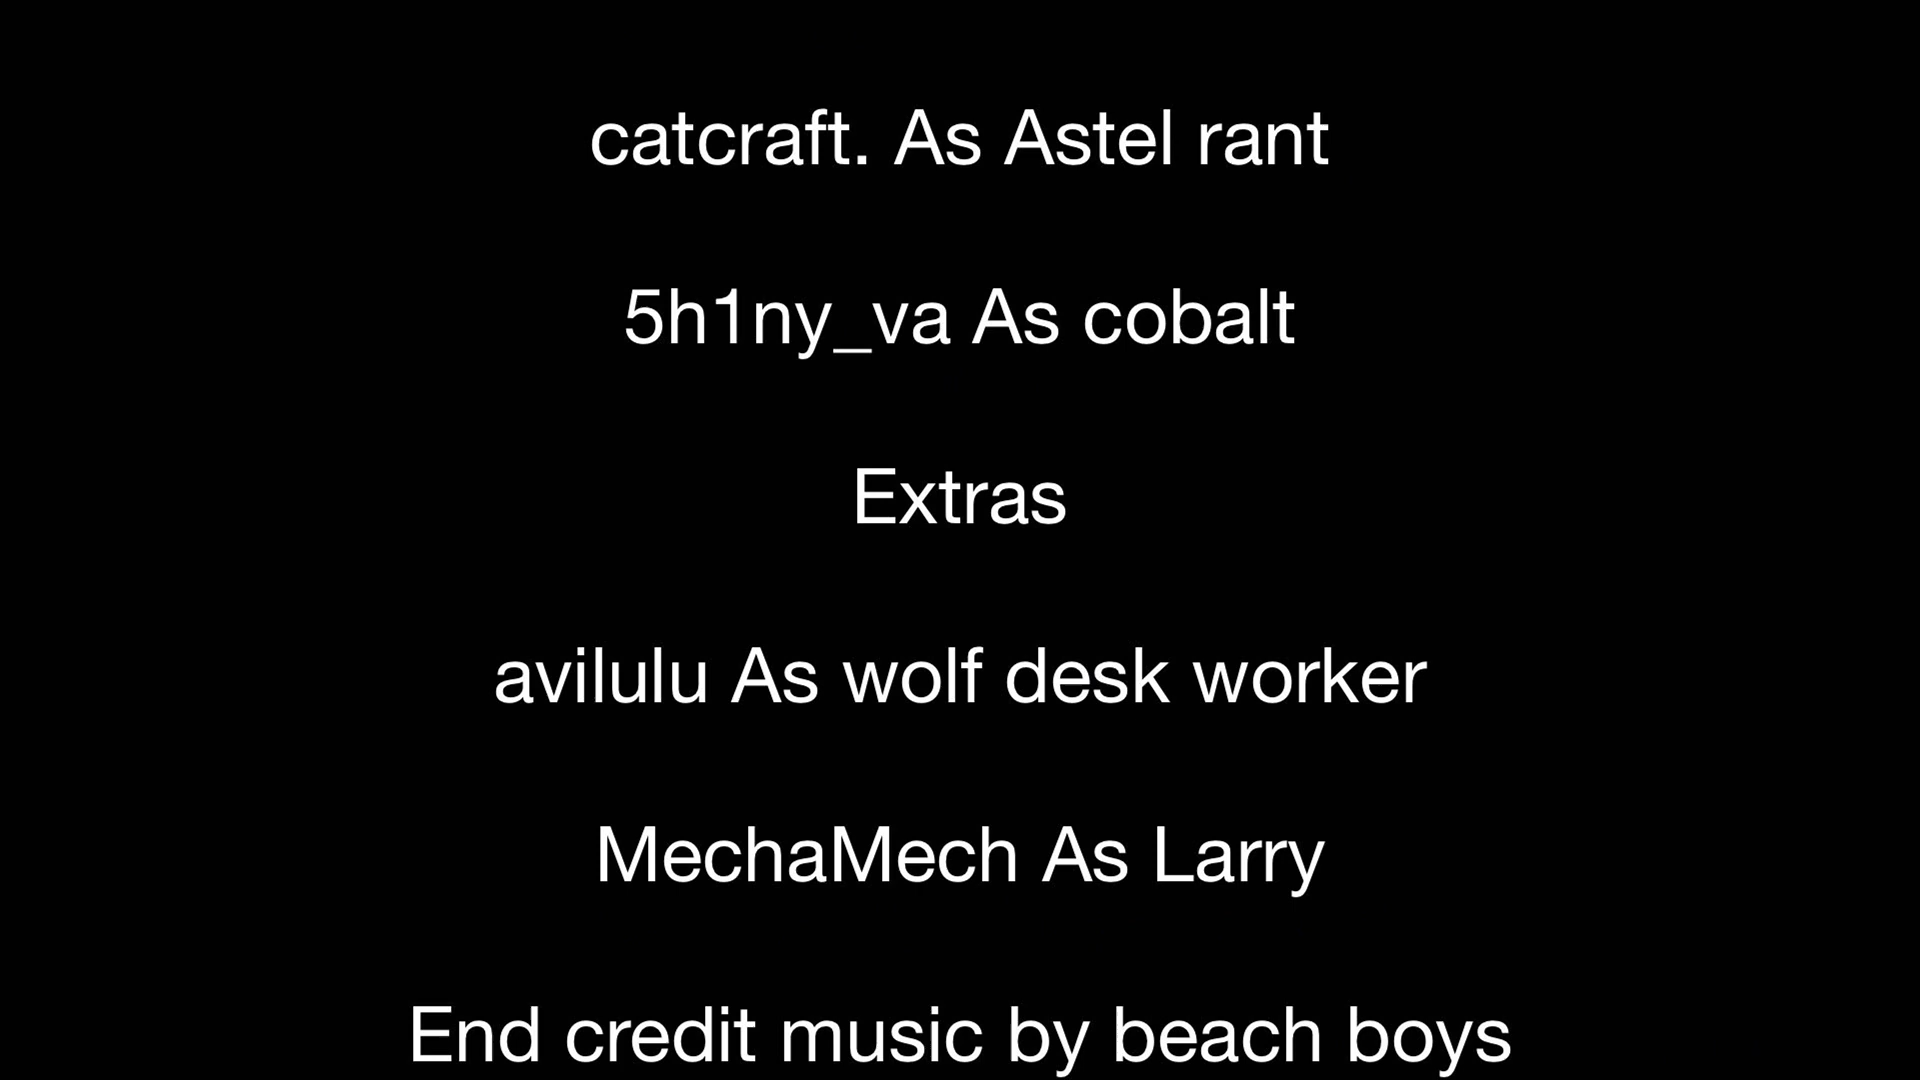 catcraft. As Astel rant
5h1ny_va As cobalt
Extras
avilulu As wolf desk worker
MechaMech As Larry
End credit music by beach boys